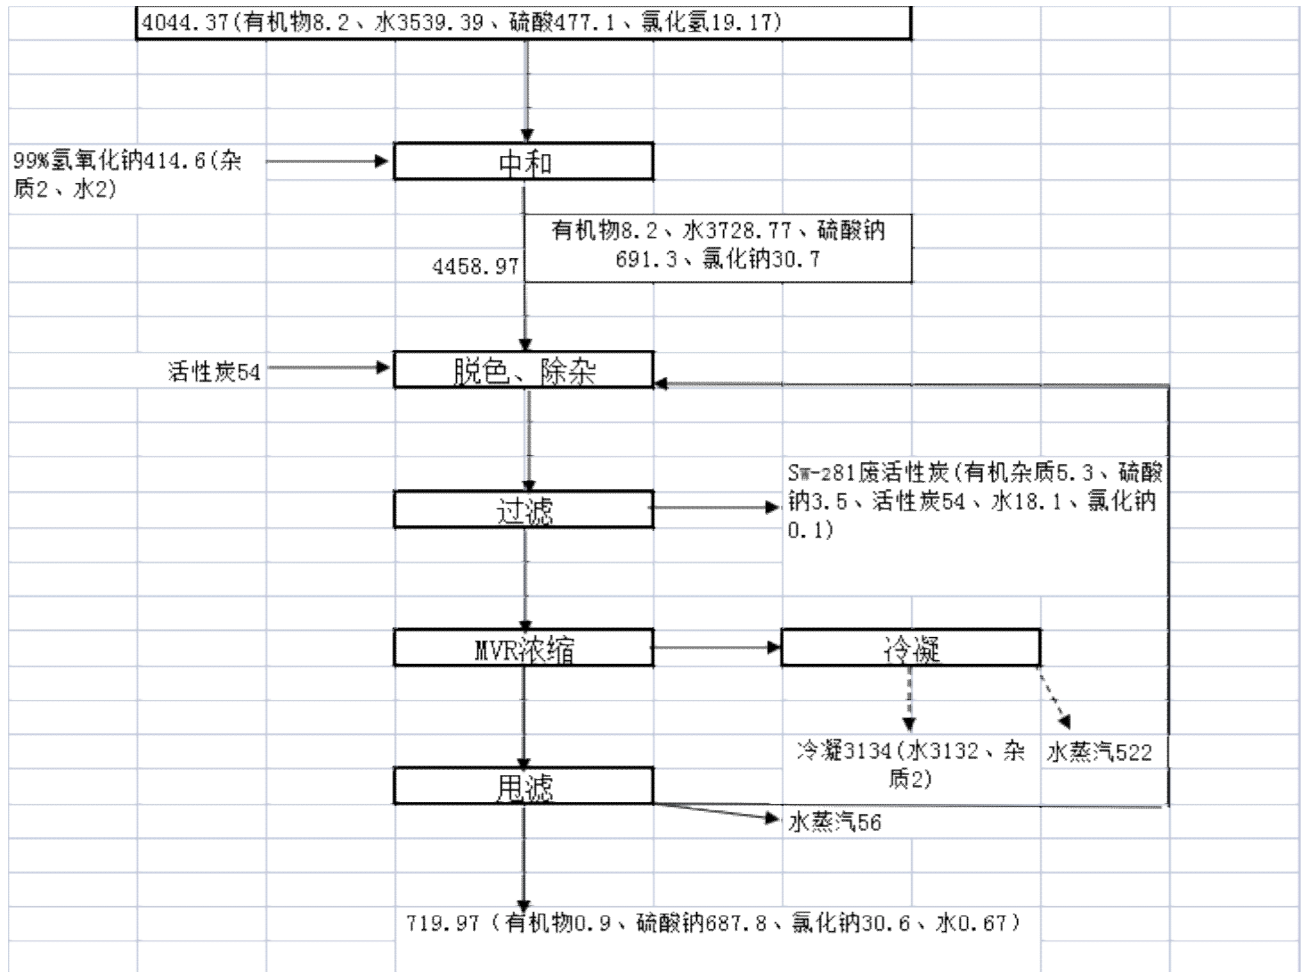 4044.37(有机物8.2、水3539.39、硫酸477.1、氯化氢19.17)
99%氢氧化钠414.6(杂
质2、水2)
中和
有机物8.2、水3728.77、硫酸钠
691.3、氯化钠30.7
4458.97
活性炭54
脱色、除杂
Sw-z81废活性炭(有机杂质5.3、硫酸
钠3.5、活性炭54、水18.1、氯化钠
0.1)
过滤
MVR浓缩
冷凝
冷凝3134(水3132、杂
质2)
水蒸汽522
甩滤
水蒸汽56
719.97（有机物0.9、硫酸钠687.8、氯化钠30.6、水0.67）